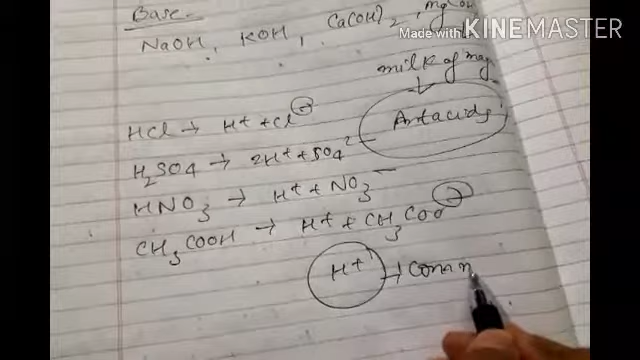 Base -
NaOH, KOH, Ca(OH)2, Mg(OH
Made with KINEMASTER
milk of mag.
↓
Antacids
HCl → H+ + Cl-
H2SO4 → 2H+ + SO4 2-
HNO3 → H+ + NO3-
CH3COOH → H+ + CH3COO-
H+ → Comm